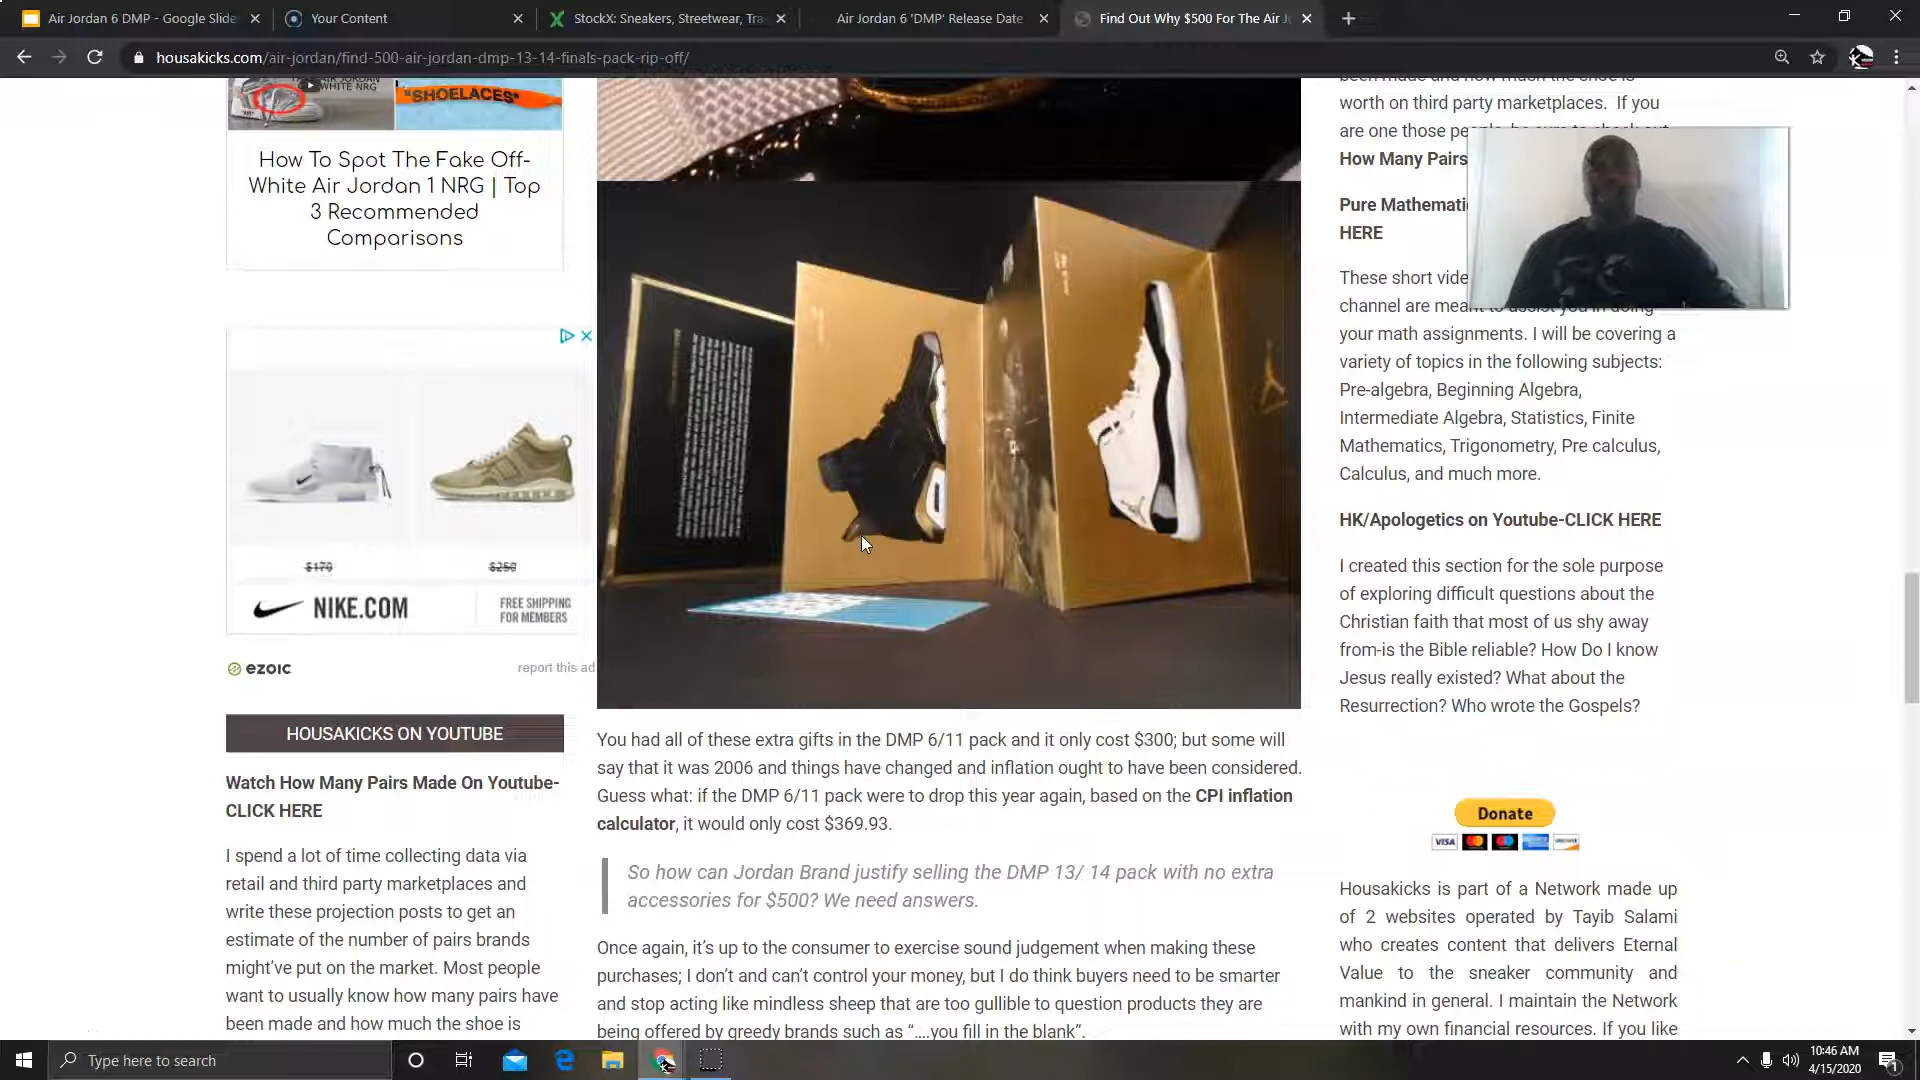 Air Jordan 6 DMP - Google Slide
Your Content
StockX: Sneakers, Streetwear, Tra
Air Jordan 6 'DMP' Release Date
Find Out Why $500 For The Air J
housakicks.com/air-jordan/find-500-air-jordan-dmp-13-14-finals-pack-rip-off/
AIR JORDAN
WHITE NRG
"SHOELACES"
How To Spot The Fake Off-
White Air Jordan 1 NRG | Top
3 Recommended
Comparisons
$170
$250
NIKE.COM
FREE SHIPPING
FOR MEMBERS
ezoic
report this ad
HOUSAKICKS ON YOUTUBE
Watch How Many Pairs Made On Youtube-
CLICK HERE
I spend a lot of time collecting data via
retail and third party marketplaces and
write these projection posts to get an
estimate of the number of pairs brands
might've put on the market. Most people
want to usually know how many pairs have
been made and how much the shoe is
You had all of these extra gifts in the DMP 6/11 pack and it only cost $300; but some will
say that it was 2006 and things have changed and inflation ought to have been considered.
Guess what: if the DMP 6/11 pack were to drop this year again, based on the CPI inflation
calculator, it would only cost $369.93.
So how can Jordan Brand justify selling the DMP 13/ 14 pack with no extra
accessories for $500? We need answers.
Once again, it's up to the consumer to exercise sound judgement when making these
purchases; I don't and can't control your money, but I do think buyers need to be smarter
and stop acting like mindless sheep that are too gullible to question products they are
being offered by greedy brands such as "....you fill in the blank".
been made and how much the shoe is
worth on third party marketplaces. If you
are one those
How Many Pairs
Pure
HERE
These short
channel are meant to assist you in doing
your math assignments. I will be covering a
variety of topics in the following subjects:
Pre-algebra, Beginning Algebra,
Intermediate Algebra, Statistics, Finite
Mathematics, Trigonometry, Pre calculus,
Calculus, and much more.
HK/Apologetics on Youtube-CLICK HERE
I created this section for the sole purpose
of exploring difficult questions about the
Christian faith that most of us shy away
from-is the Bible reliable? How Do I know
Jesus really existed? What about the
Resurrection? Who wrote the Gospels?
Donate
VISA
Housakicks is part of a Network made up
of 2 websites operated by Tayib Salami
who creates content that delivers Eternal
Value to the sneaker community and
mankind in general. I maintain the Network
with my own financial resources. If you like
Type here to search
10:46 AM
4/15/2020
1